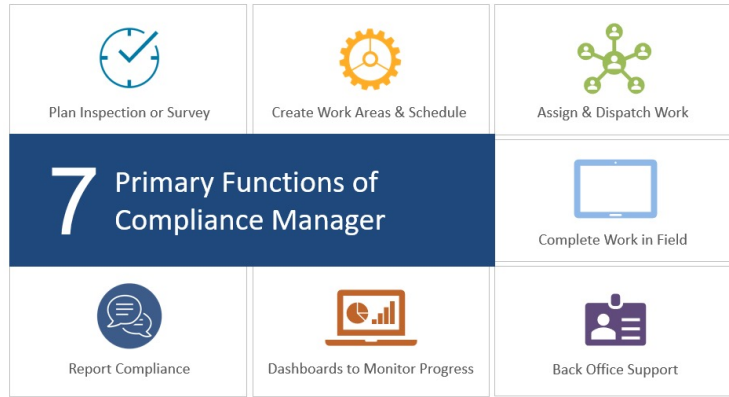 Plan Inspection or Survey
Create Work Areas & Schedule
Assign & Dispatch Work
7
Primary Functions of
Compliance Manager
Complete Work in Field
Report Compliance
Dashboards to Monitor Progress
Back Office Support